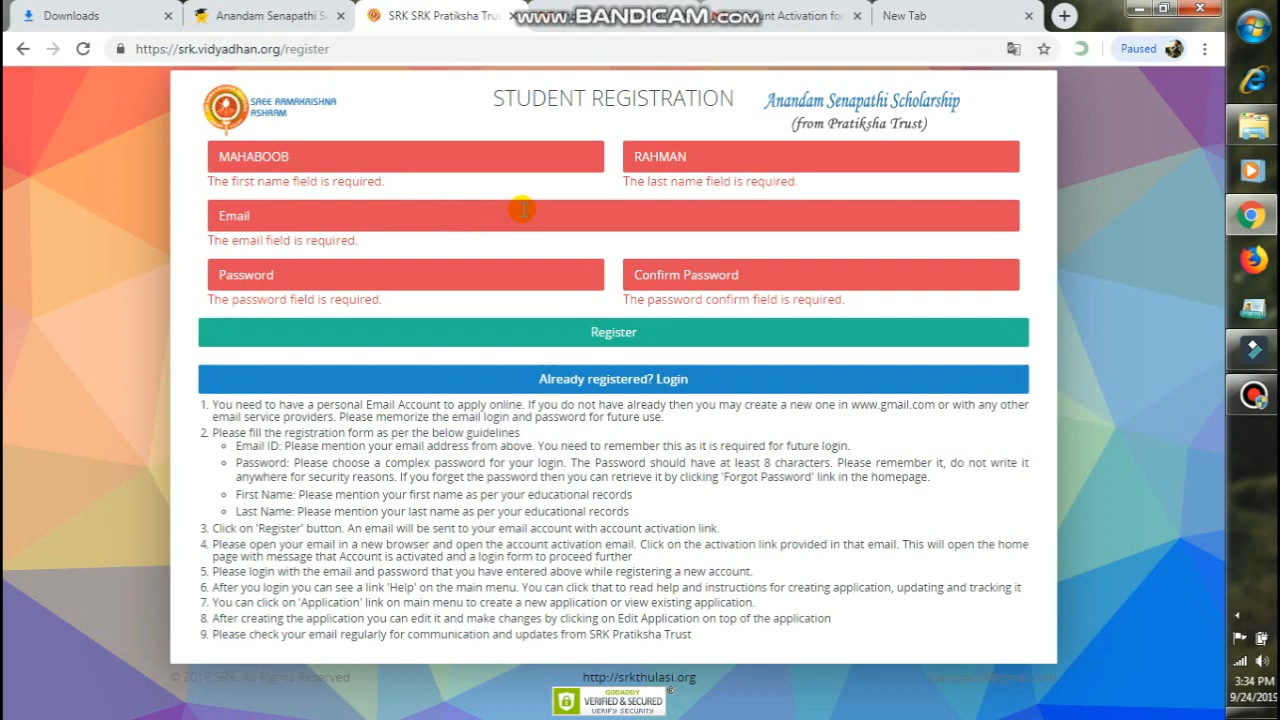 Downloads
Anandam Senapathi S
SRK SRK Pratiksha Tru
www.BANDICAM.com
ount Activation for
New Tab
https://srk.vidyadhan.org/register
Paused
SREE RAMAKRISHNA
ASHRAM
STUDENT REGISTRATION
Anandam Senapathi Scholarship
(from Pratiksha Trust)
MAHABOOB
RAHMAN
The first name field is required.
The last name field is required.
Email
The email field is required.
Password
Confirm Password
The password field is required.
The password confirm field is required.
Register
Already registered? Login
1. You need to have a personal Email Account to apply online. If you do not have already then you may create a new one in www.gmail.com or with any other
email service providers. Please memorize the email login and password for future use.
2. Please fill the registration form as per the below guidelines
Email ID: Please mention your email address from above. You need to remember this as it is required for future login.
Password: Please choose a complex password for your login. The Password should have at least 8 characters. Please remember it, do not write it
anywhere for security reasons. If you forget the password then you can retrieve it by clicking 'Forgot Password' link in the homepage.
First Name: Please mention your first name as per your educational records
Last Name: Please mention your last name as per your educational records
3. Click on 'Register' button. An email will be sent to your email account with account activation link.
4. Please open your email in a new browser and open the account activation email. Click on the activation link provided in that email. This will open the home
page with message that Account is activated and a login form to proceed further
5. Please login with the email and password that you have entered above while registering a new account.
6. After you login you can see a link 'Help' on the main menu. You can click that to read help and instructions for creating application, updating and tracking it
7. You can click on 'Application' link on main menu to create a new application or view existing application.
8. After creating the application you can edit it and make changes by clicking on Edit Application on top of the application
9. Please check your email regularly for communication and updates from SRK Pratiksha Trust
© 2016 SRK. All Rights Reserved
http://srkthulasi.org
GODADDY
VERIFIED & SECURED
VERIFY SECURITY
3:34 PM
9/24/2019